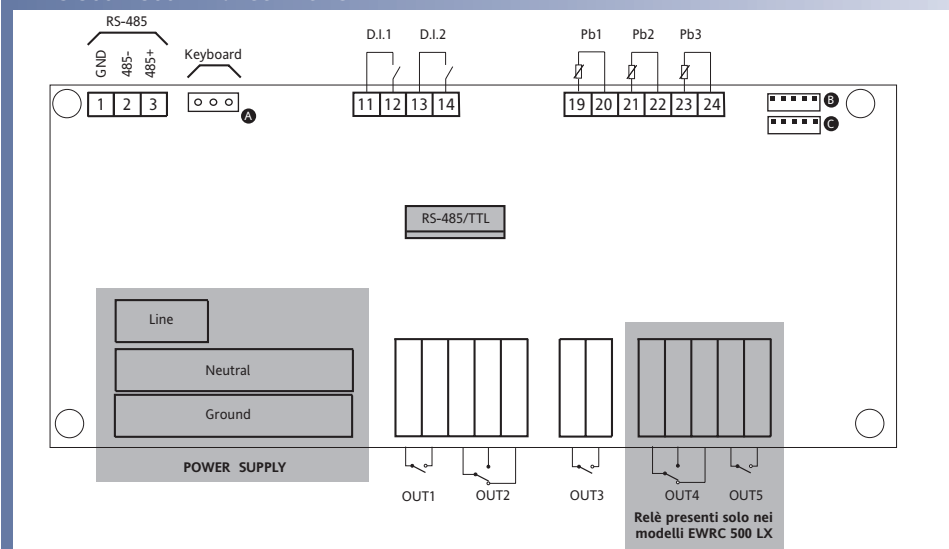 RS-485
D.I.1 D.I.2 Pb1 Pb2 Pb3
GND 485- 485+ Keyboard
1 2 3 11 12 13 14 19 20 21 22 23 24 B
A C
RS-485/TTL
Line
Neutral
Ground
POWER SUPPLY
OUT1 OUT2 OUT3 OUT4 OUT5
Relè presenti solo nei
modelli EWRC 500 LX